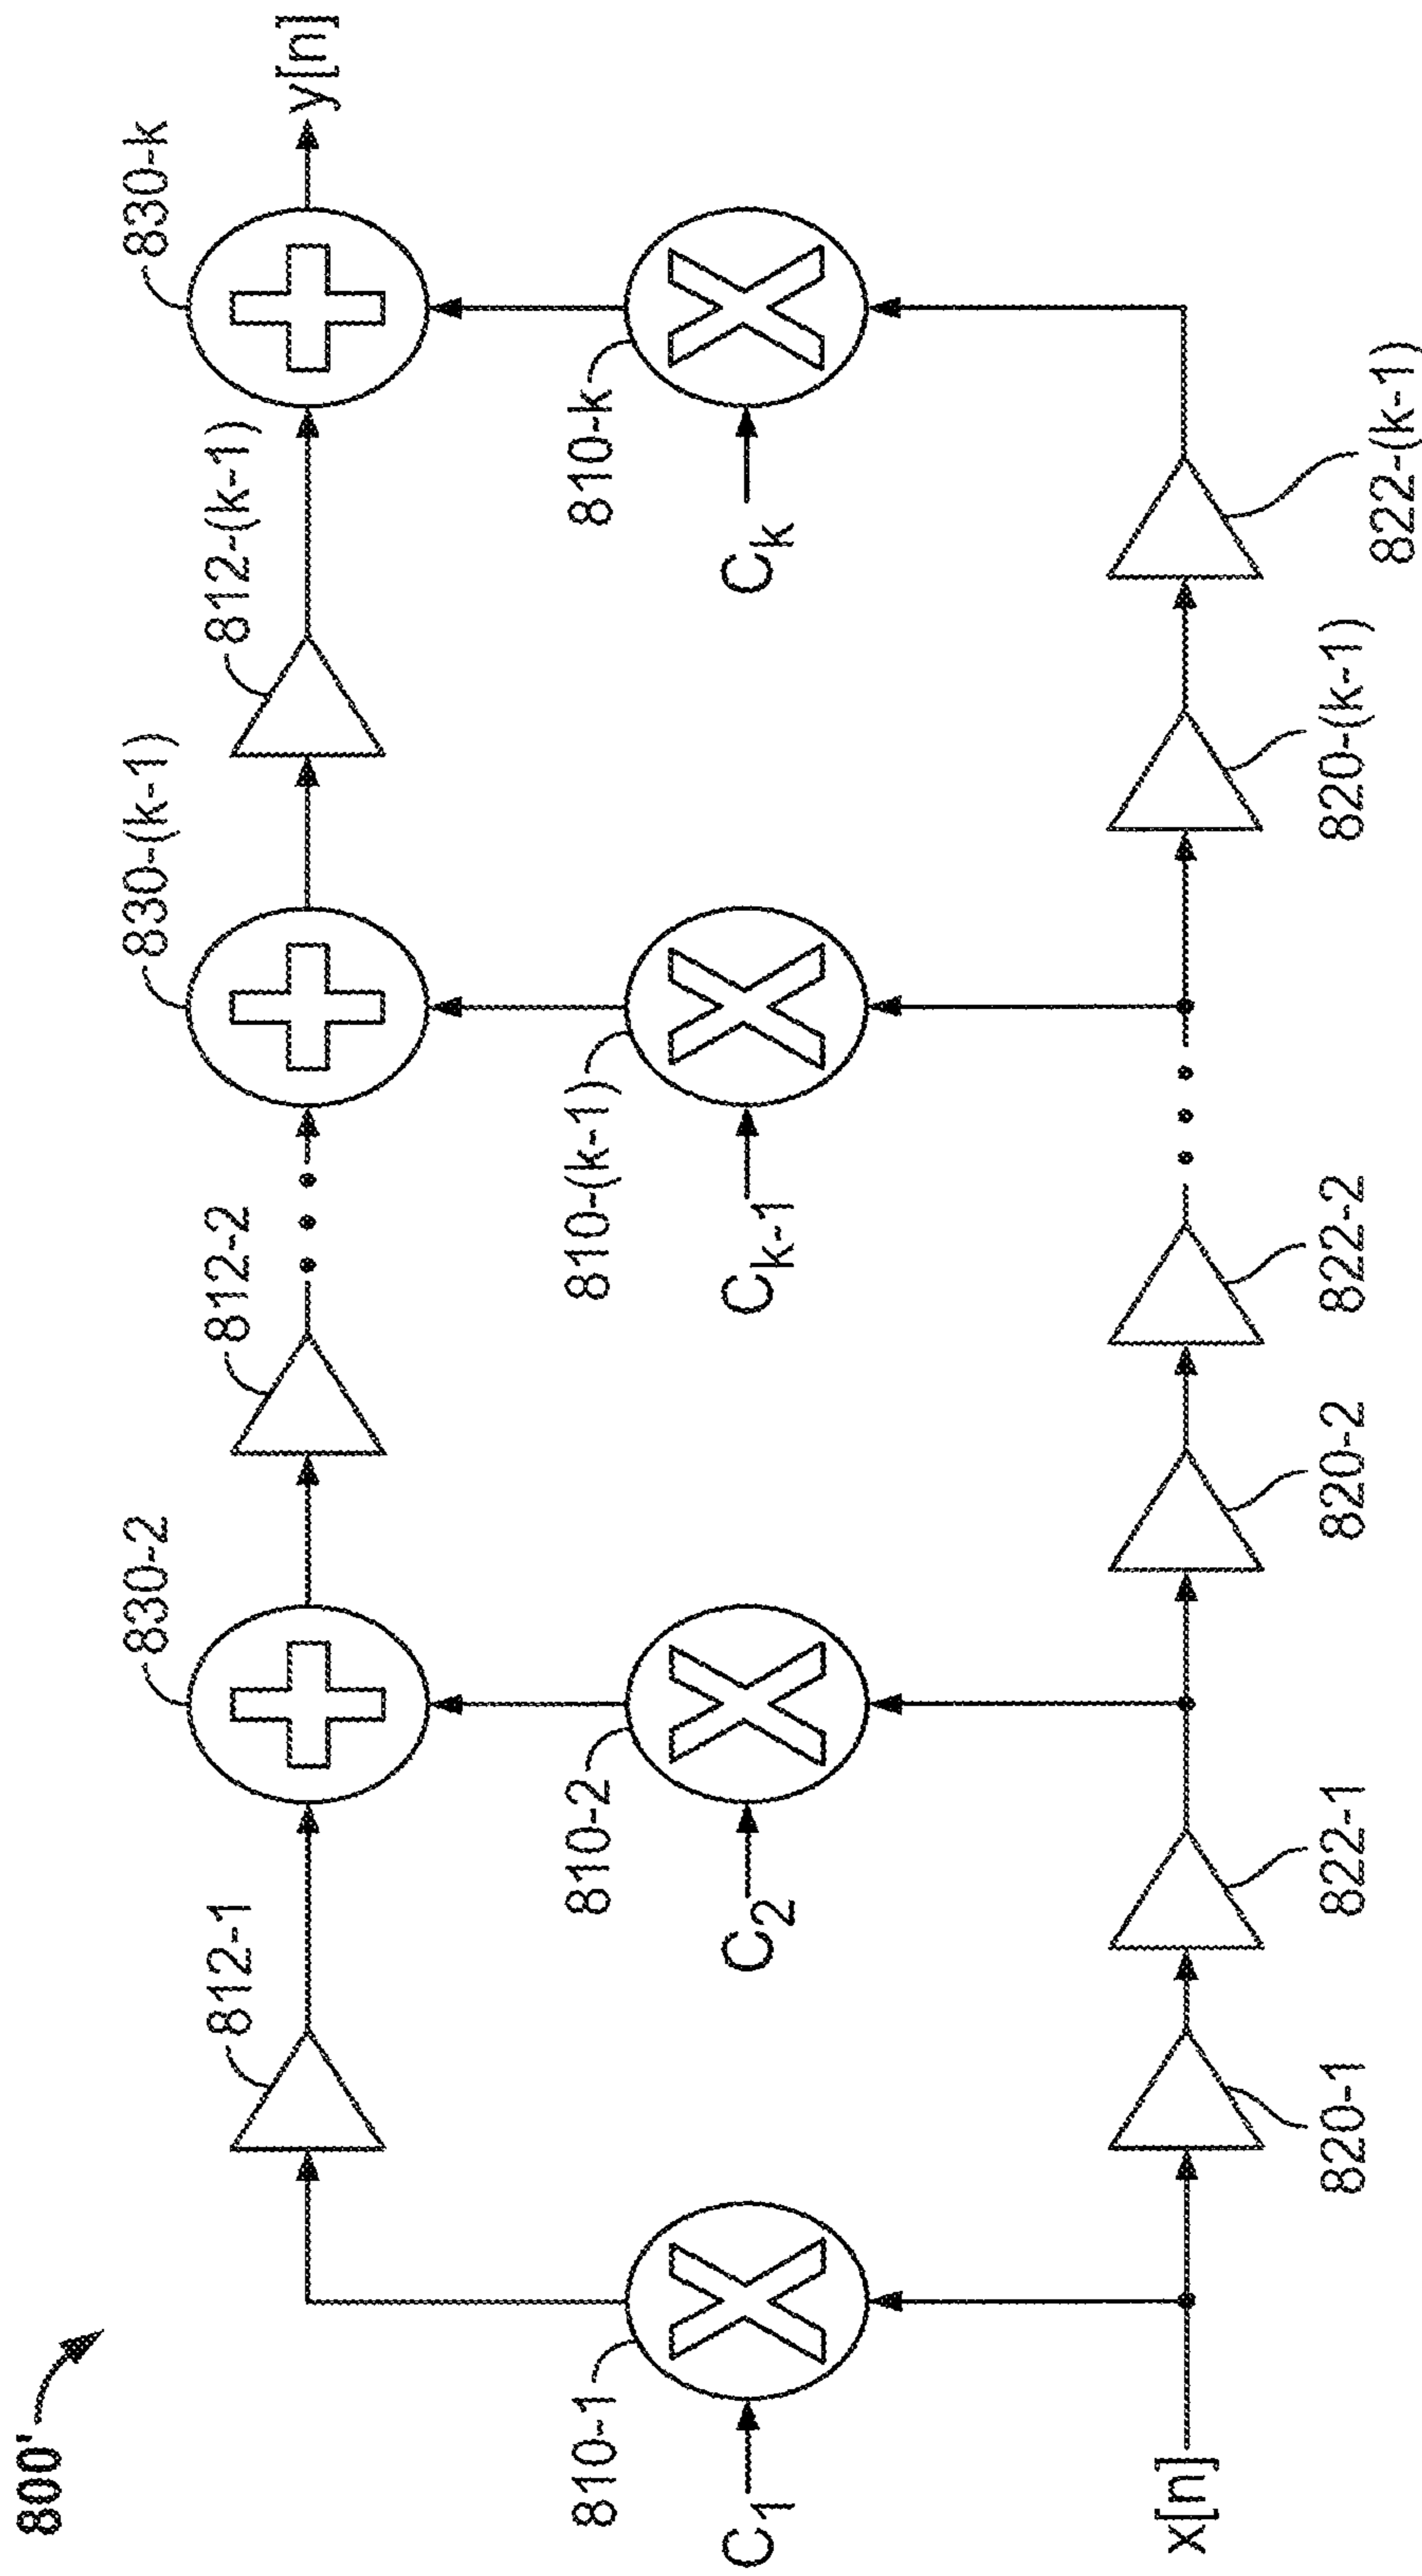 800'
830-2
830-(k-1)
830-k
812-1
812-2
812-(k-1)
y[n]
810-1
810-2
810-(k-1)
810-k
C1
C2
Ck-1
Ck
x[n]
820-1
822-1
820-2
822-2
820-(k-1)
822-(k-1)